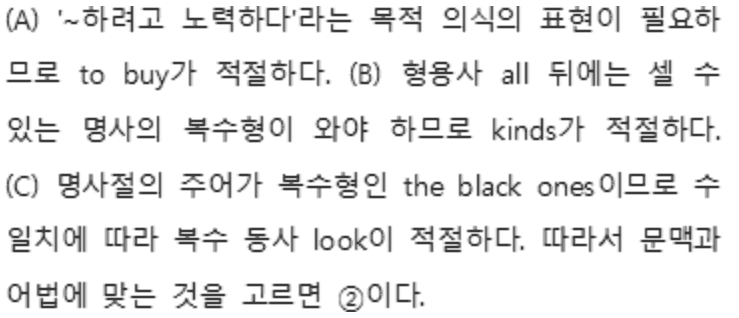 (A) '~하려고 노력하다'라는 목적 의식의 표현이 필요하
므로 to buy가 적절하다. (B) 형용사 all 뒤에는 셀 수
있는 명사의 복수형이 와야 하므로 kinds가 적절하다.
(C) 명사절의 주어가 복수형인 the black ones이므로 수
일치에 따라 복수 동사 look이 적절하다. 따라서 문맥과
어법에 맞는 것을 고르면 ②이다.